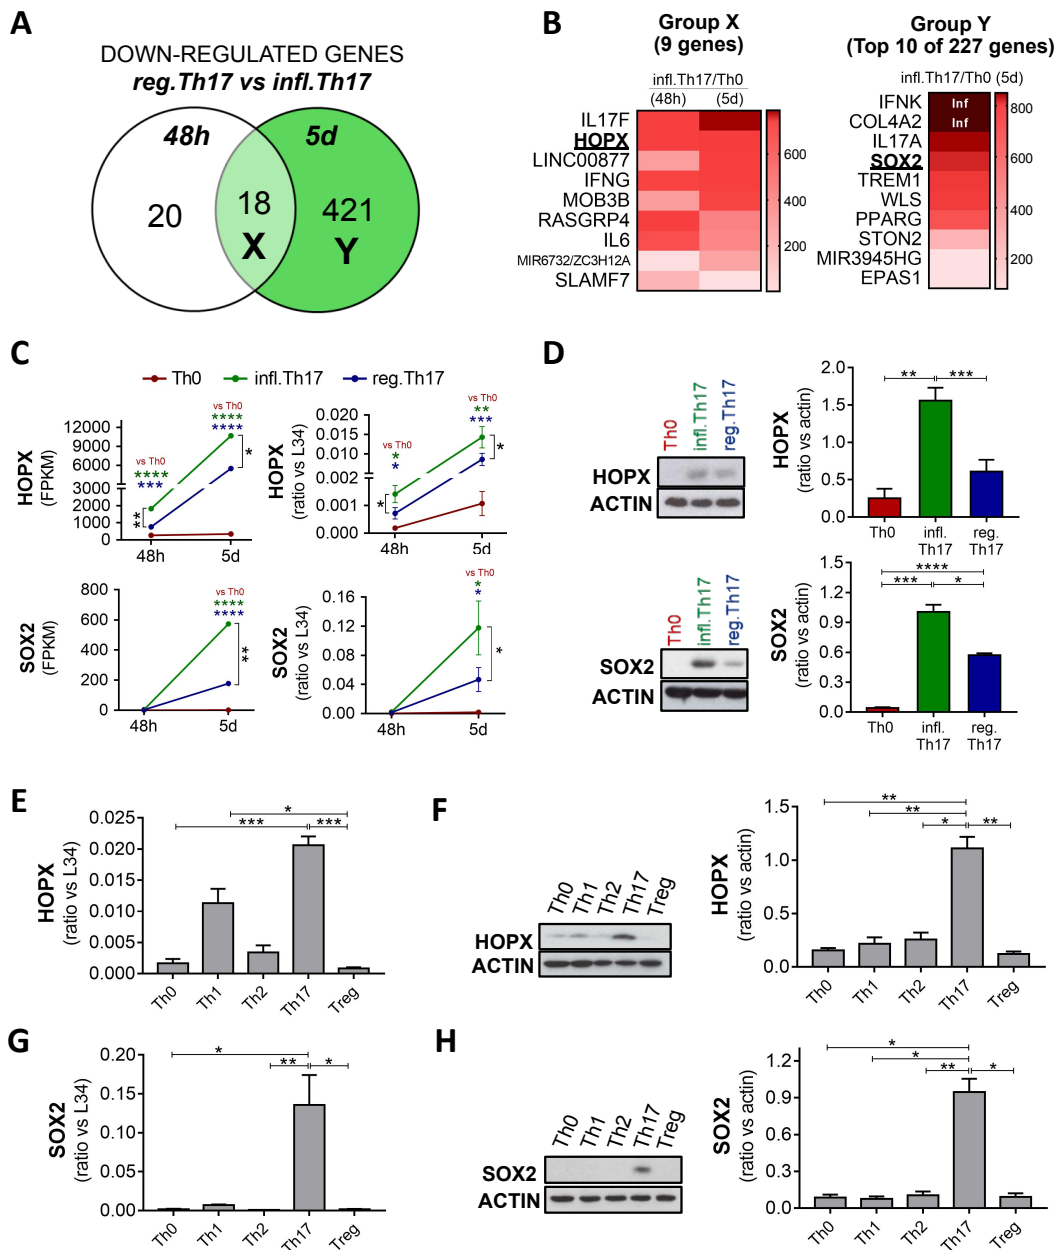 A
DOWN-REGULATED GENES
reg.Th17 vs infl.Th17
48h
5d
20
18
421
X
Y
B
Group X
(9 genes)
infl.Th17/Th0
(48h) (5d)
IL17F
HOPX
LINC00877
IFNG
MOB3B
RASGRP4
IL6
MIR6732/ZC3H12A
SLAMF7
600
400
200
Group Y
(Top 10 of 227 genes)
infl.Th17/Th0 (5d)
IFNK
COL4A2
IL17A
SOX2
TREM1
WLS
PPARG
STON2
MIR3945HG
EPAS1
Inf
Inf
800
600
400
200
C
Th0 infl.Th17 reg.Th17
HOPX
(FPKM)
12000
9000
6000
3000
2000
1000
0
vs Th0
****
***
vs Th0
****
****
**
*
48h 5d
HOPX
(ratio vs L34)
0.020
0.015
0.010
0.005
0.002
0.001
0.000
vs Th0
*
*
vs Th0
**
***
*
*
48h 5d
SOX2
(FPKM)
800
600
400
200
0
vs Th0
****
****
**
48h 5d
SOX2
(ratio vs L34)
0.16
0.12
0.08
0.04
0.00
vs Th0
*
*
*
48h 5d
D
Th0
infl.Th17
reg.Th17
HOPX
ACTIN
HOPX
(ratio vs actin)
2.0
1.5
1.0
0.5
0.0
** ***
Th0 infl. reg.
Th17 Th17
Th0
infl.Th17
reg.Th17
SOX2
ACTIN
SOX2
(ratio vs actin)
1.5
1.2
0.9
0.6
0.3
0.0
****
*** *
Th0 infl. reg.
Th17 Th17
E
HOPX
(ratio vs L34)
0.025
0.020
0.015
0.010
0.005
0.000
*
*** ***
Th0 Th1 Th2 Th17 Treg
F
Th0 Th1 Th2 Th17 Treg
HOPX
ACTIN
HOPX
(ratio vs actin)
1.5
1.0
0.5
0.0
**
**
* **
Th0 Th1 Th2 Th17 Treg
G
SOX2
(ratio vs L34)
0.20
0.15
0.10
0.05
0.00
*
** *
Th0 Th1 Th2 Th17 Treg
H
Th0 Th1 Th2 Th17 Treg
SOX2
ACTIN
SOX2
(ratio vs actin)
1.2
0.9
0.6
0.3
0.0
*
*
** *
Th0 Th1 Th2 Th17 Treg